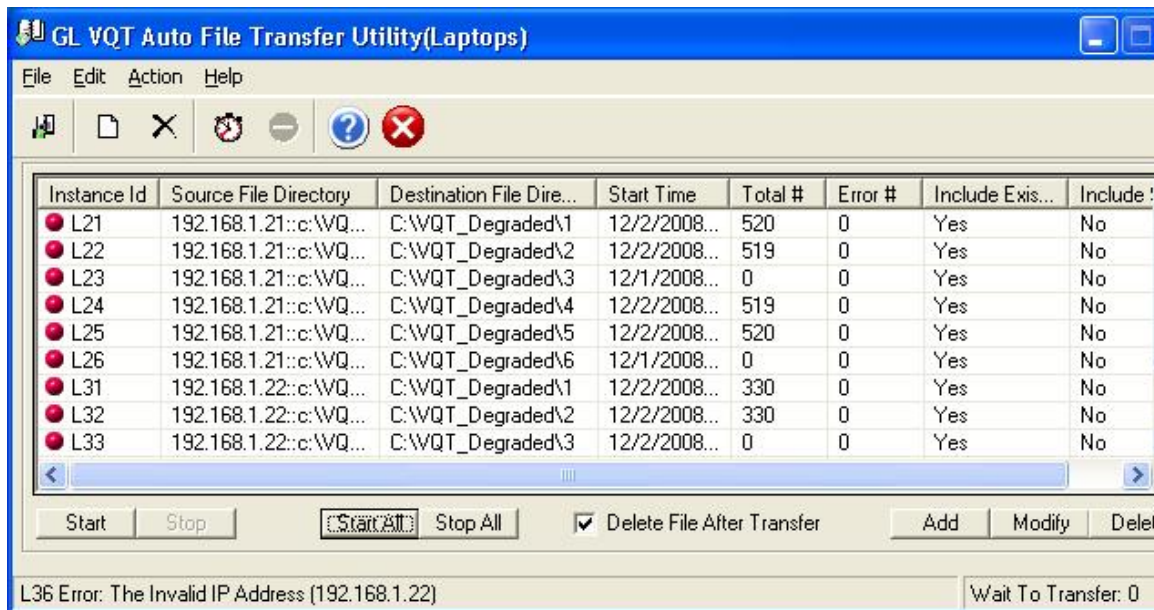 GL VQT Auto File Transfer Utility(Laptops)
File Edit Action Help
Instance Id Source File Directory Destination File Dire... Start Time Total # Error # Include Exis... Include
L21 192.168.1.21::c:\VQ... C:\VQT_Degraded\1 12/2/2008... 520 0 Yes No
L22 192.168.1.21::c:\VQ... C:\VQT_Degraded\2 12/2/2008... 519 0 Yes No
L23 192.168.1.21::c:\VQ... C:\VQT_Degraded\3 12/1/2008... 0 0 Yes No
L24 192.168.1.21::c:\VQ... C:\VQT_Degraded\4 12/2/2008... 519 0 Yes No
L25 192.168.1.21::c:\VQ... C:\VQT_Degraded\5 12/2/2008... 520 0 Yes No
L26 192.168.1.21::c:\VQ... C:\VQT_Degraded\6 12/1/2008... 0 0 Yes No
L31 192.168.1.22::c:\VQ... C:\VQT_Degraded\1 12/2/2008... 330 0 Yes No
L32 192.168.1.22::c:\VQ... C:\VQT_Degraded\2 12/2/2008... 330 0 Yes No
L33 192.168.1.22::c:\VQ... C:\VQT_Degraded\3 12/2/2008... 0 0 Yes No
Start Stop Start All Stop All Delete File After Transfer Add Modify Delet
L36 Error: The Invalid IP Address (192.168.1.22) Wait To Transfer: 0